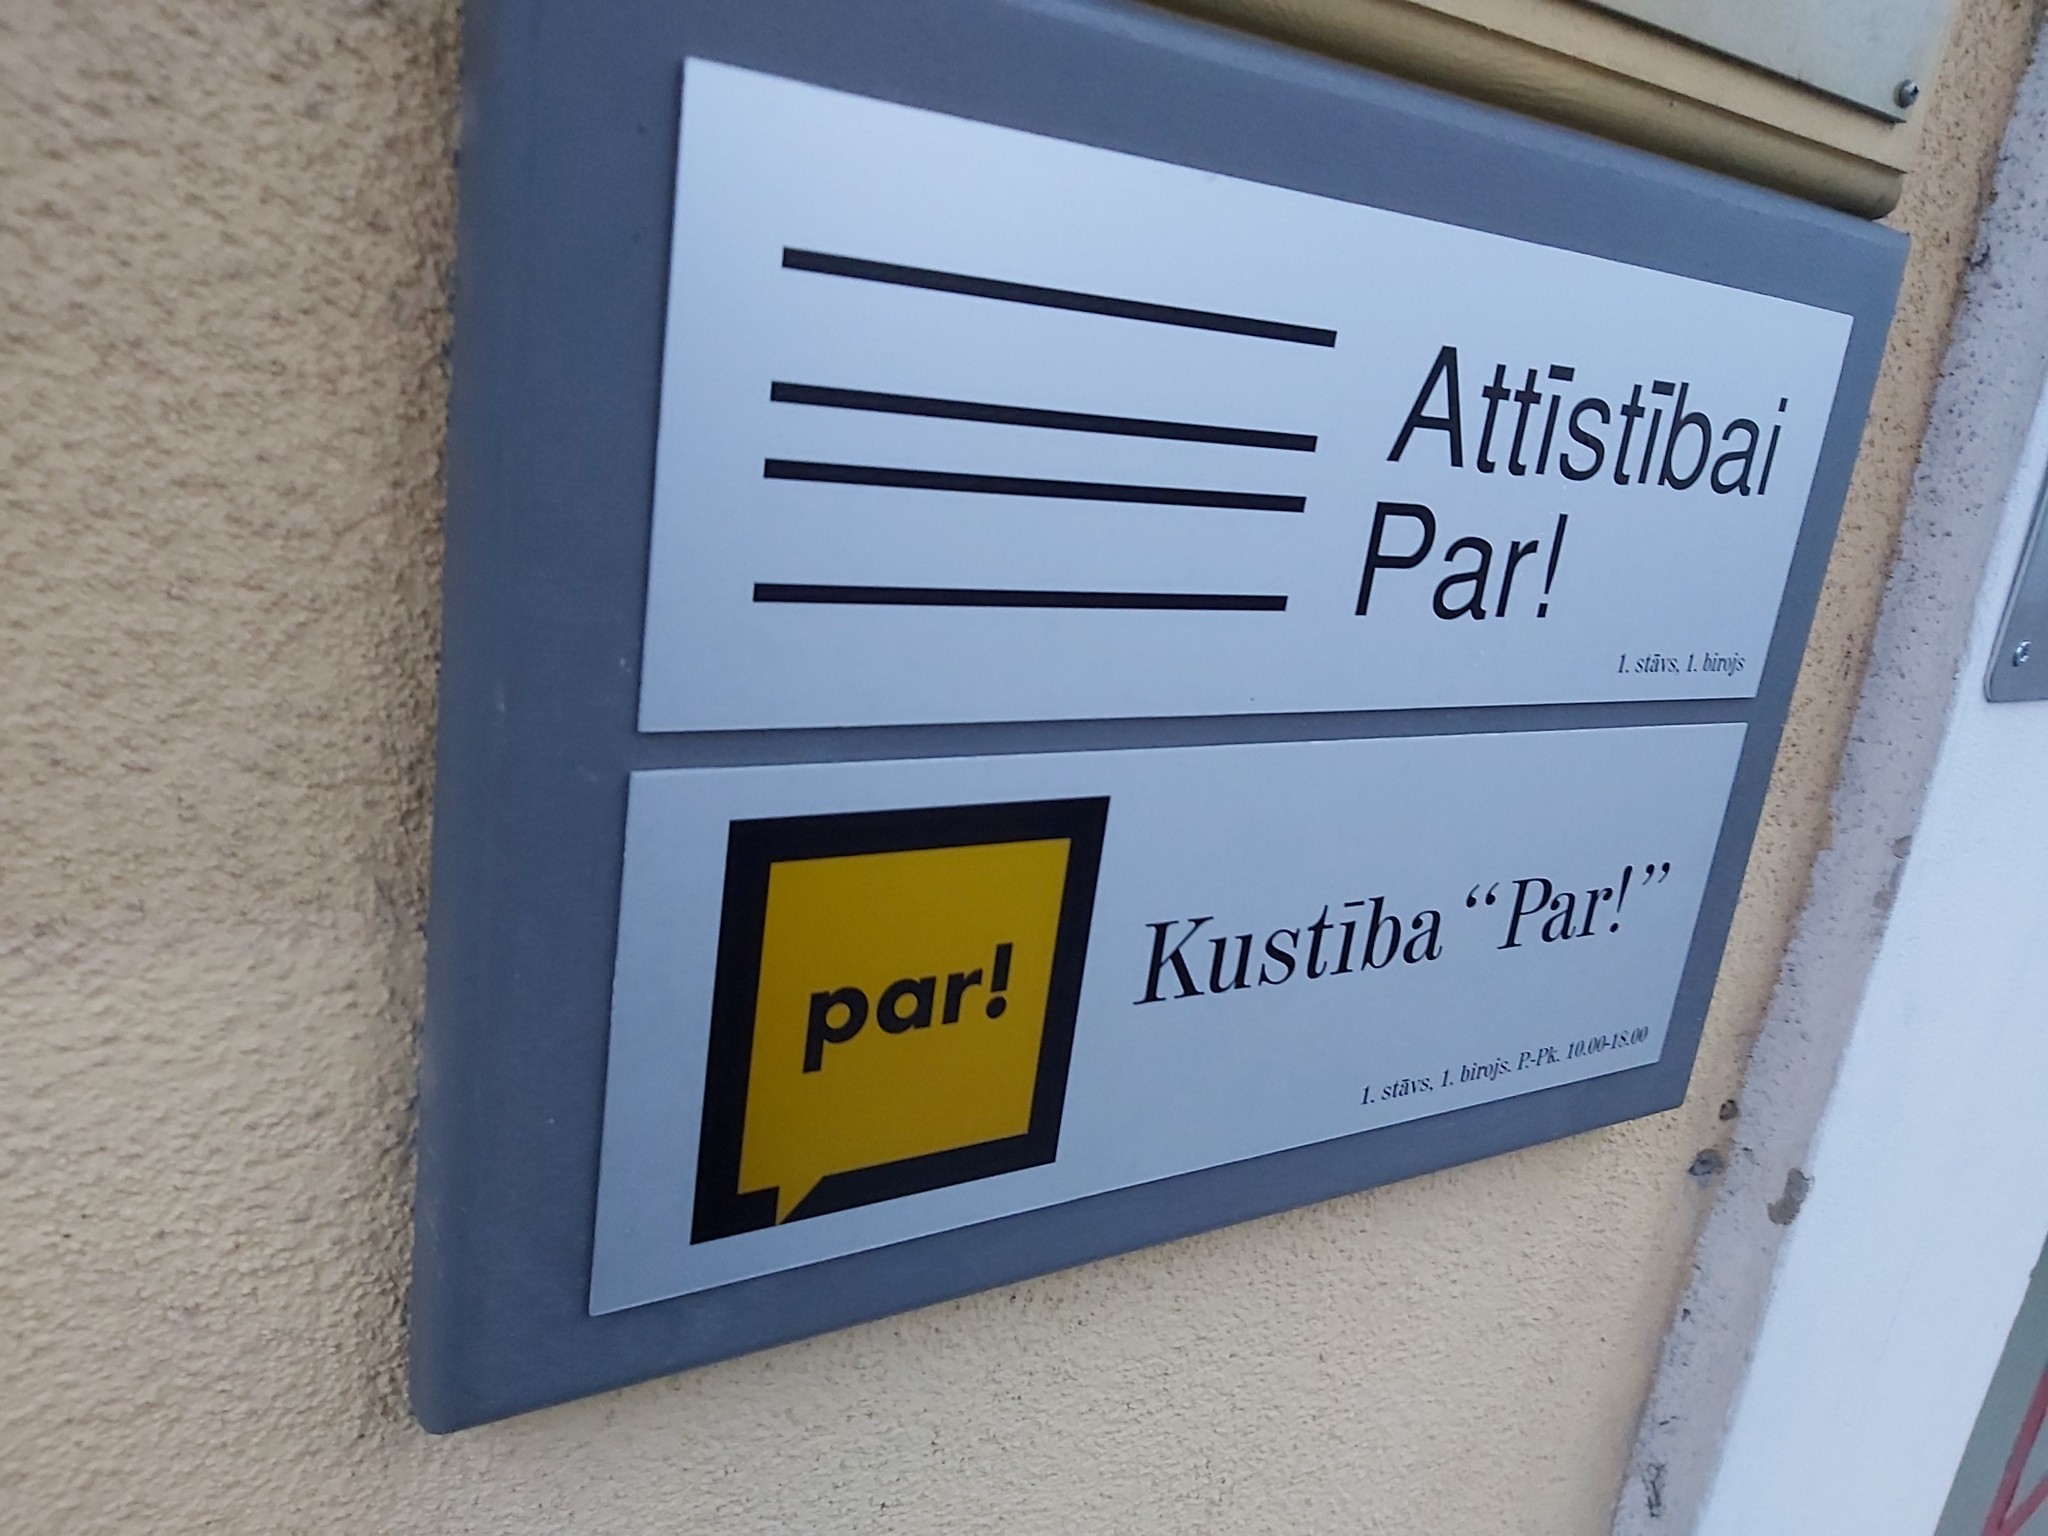 Attīstībai
Par!
1. stāvs, 1. birojs
par!
Kustība “Par!”
1. stāvs, 1. birojs. P.-Pk. 10.00-18.00